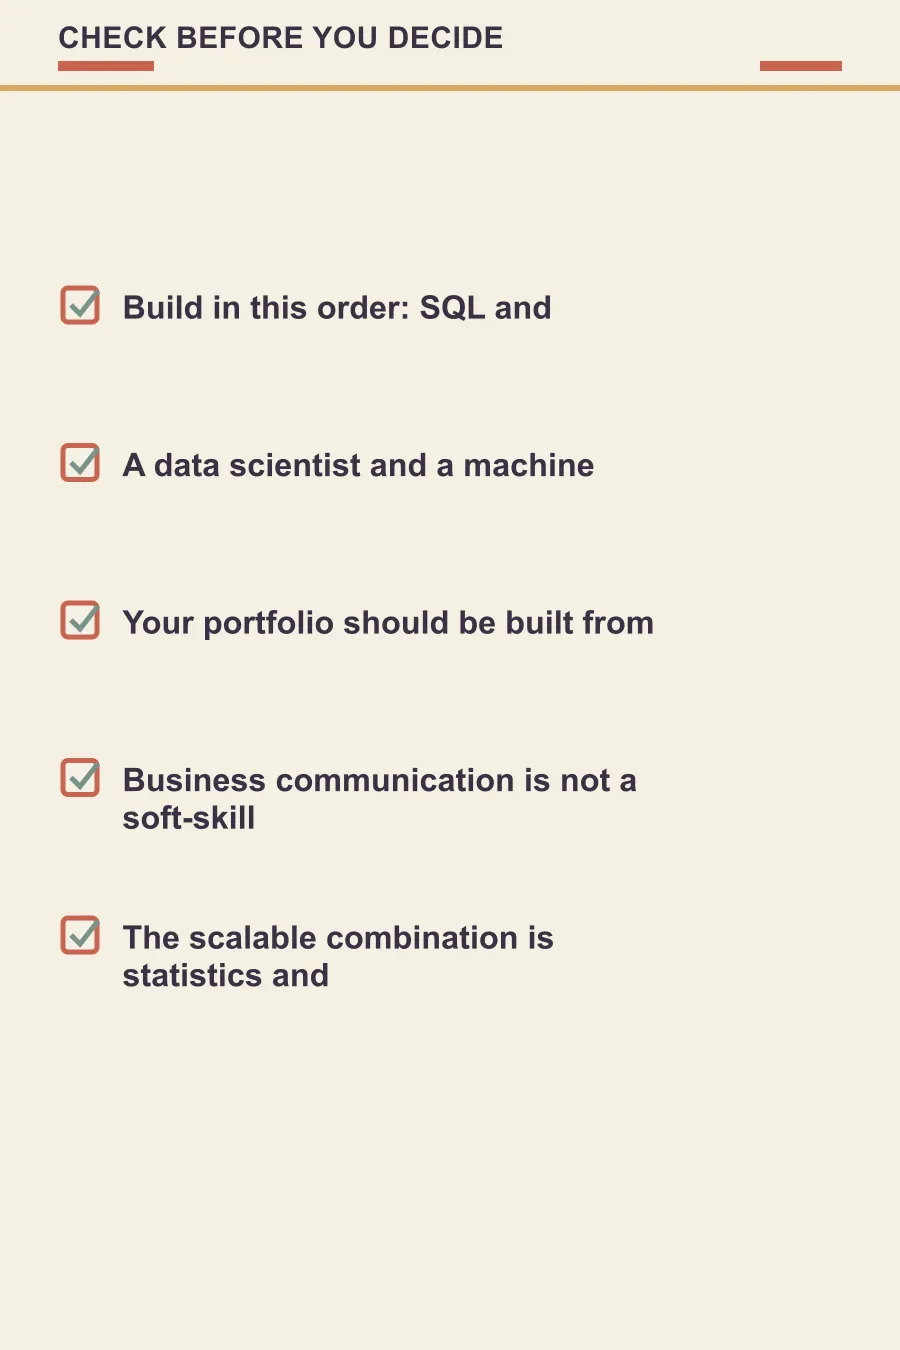 CHECK BEFORE YOU DECIDE
Build in this order: SQL and
A data scientist and a machine
Your portfolio should be built from
Business communication is not a
soft-skill
The scalable combination is
statistics and